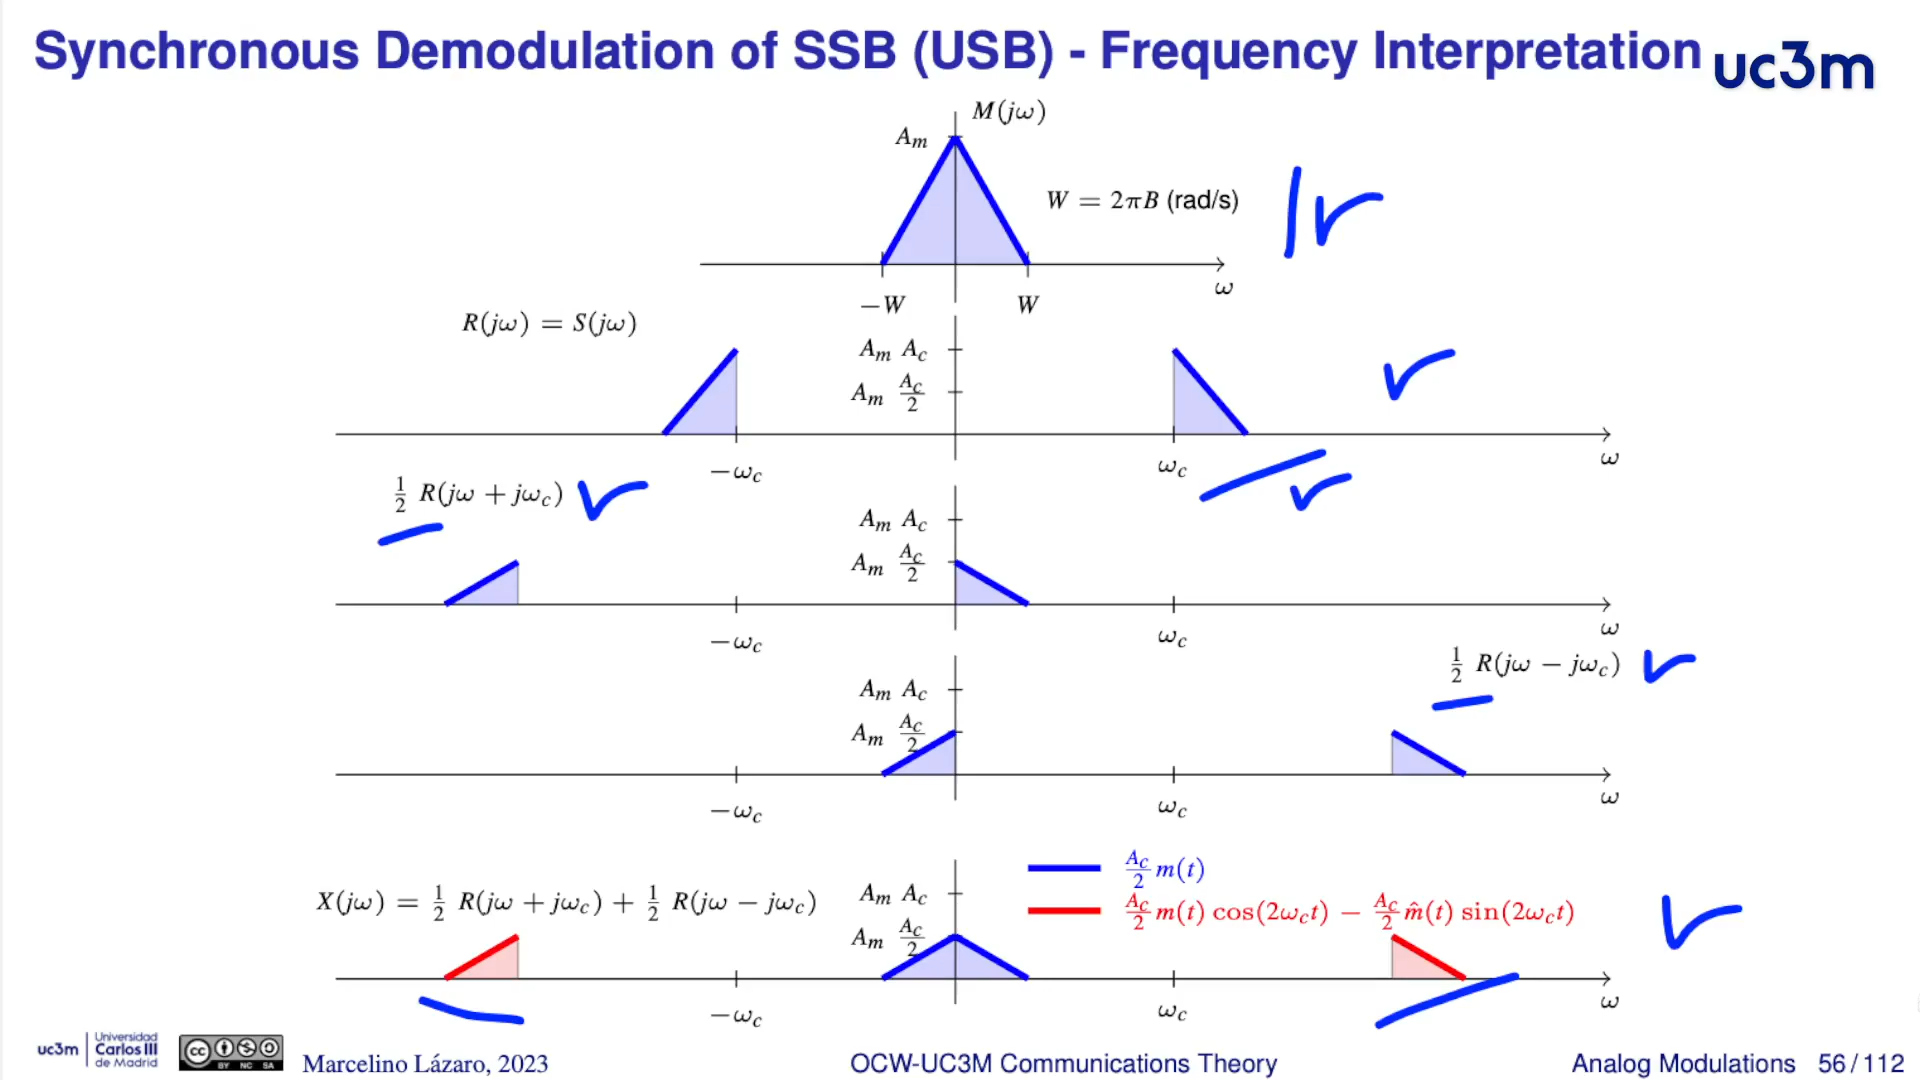 Synchronous Demodulation of SSB (USB) - Frequency Interpretation
uc3m
M(jω)
A_m
W = 2πB (rad/s)
ω
−W
W
R(jω) = S(jω)
A_m A_c
A_m A_c/2
−ω_c
ω_c
ω
1/2 R(jω + jω_c)
A_m A_c
A_m A_c/2
−ω_c
ω_c
ω
1/2 R(jω − jω_c)
A_m A_c
A_m A_c/2
−ω_c
ω_c
ω
A_c/2 m(t)
X(jω) = 1/2 R(jω + jω_c) + 1/2 R(jω − jω_c)
A_m A_c
A_c/2 m(t) cos(2ω_c t) − A_c/2 m̂(t) sin(2ω_c t)
A_m A_c/2
−ω_c
ω_c
ω
uc3m
Universidad
Carlos III
de Madrid
cc
BY NC SA
Marcelino Lázaro, 2023
OCW-UC3M Communications Theory
Analog Modulations 56 / 112